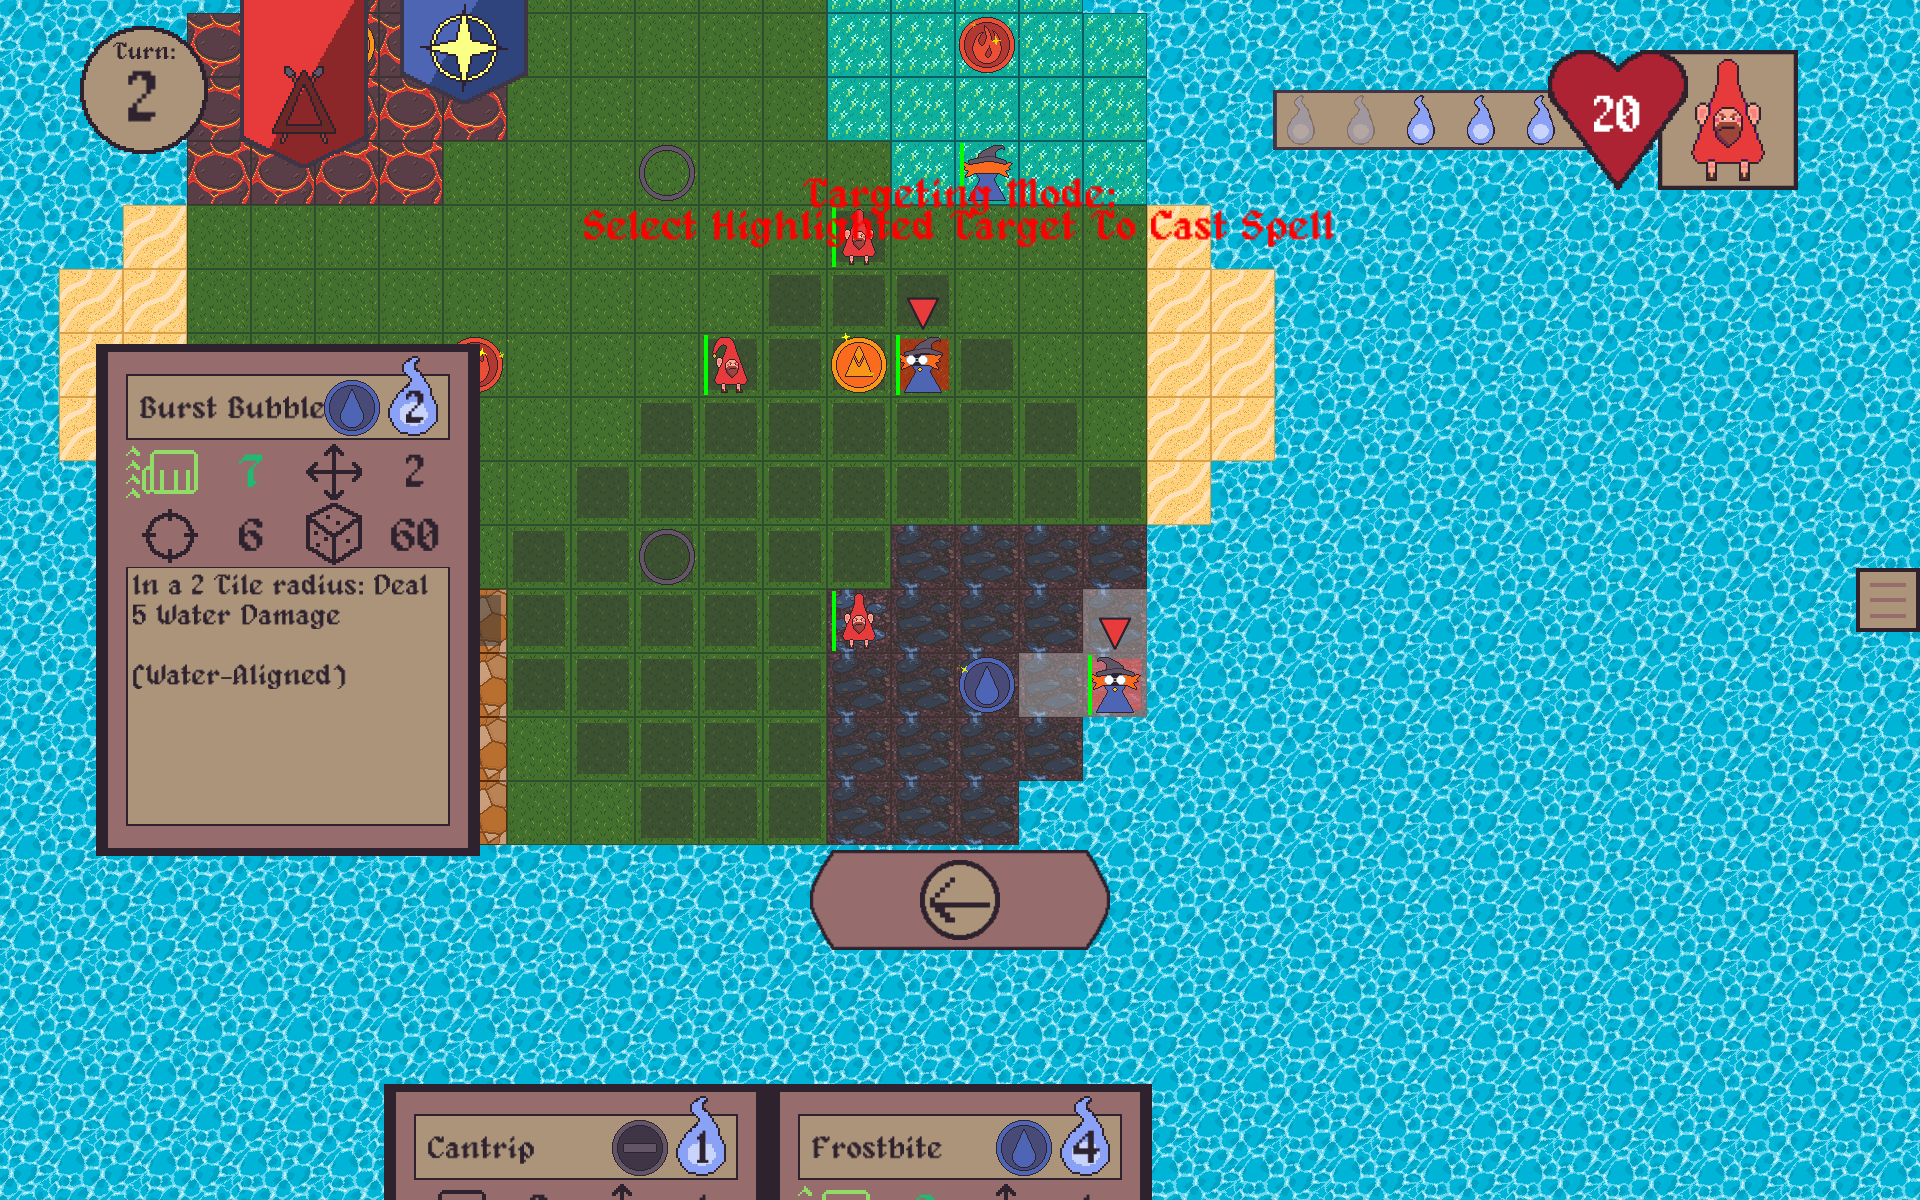 Turn:
2
20
Targeting Mode:
Select Highlighted Target To Cast Spell
Burst Bubble 2
7 2
6 60
In a 2 Tile radius: Deal
5 Water Damage
(Water-Aligned)
Cantrip 1
Frostbite 4